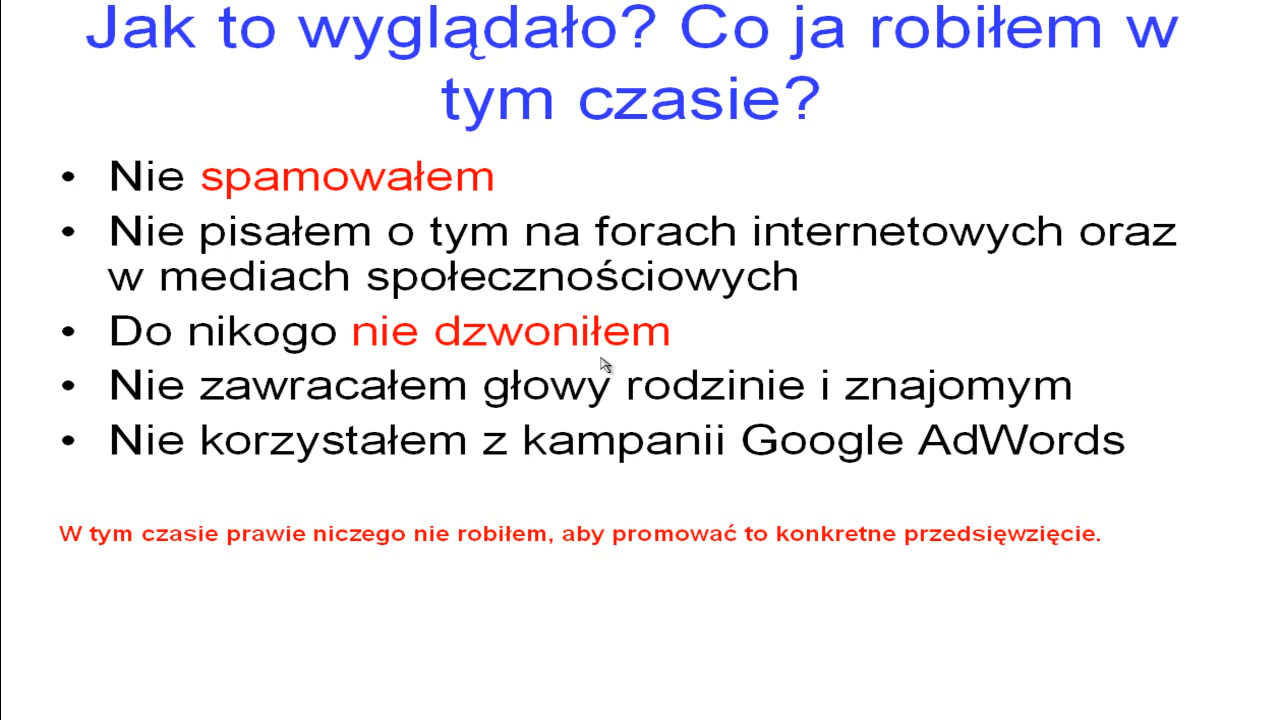 Jak to wyglądało? Co ja robiłem w
tym czasie?
• Nie spamowałem
• Nie pisałem o tym na forach internetowych oraz
w mediach społecznościowych
• Do nikogo nie dzwoniłem
• Nie zawracałem głowy rodzinie i znajomym
• Nie korzystałem z kampanii Google AdWords
W tym czasie prawie niczego nie robiłem, aby promować to konkretne przedsięwzięcie.